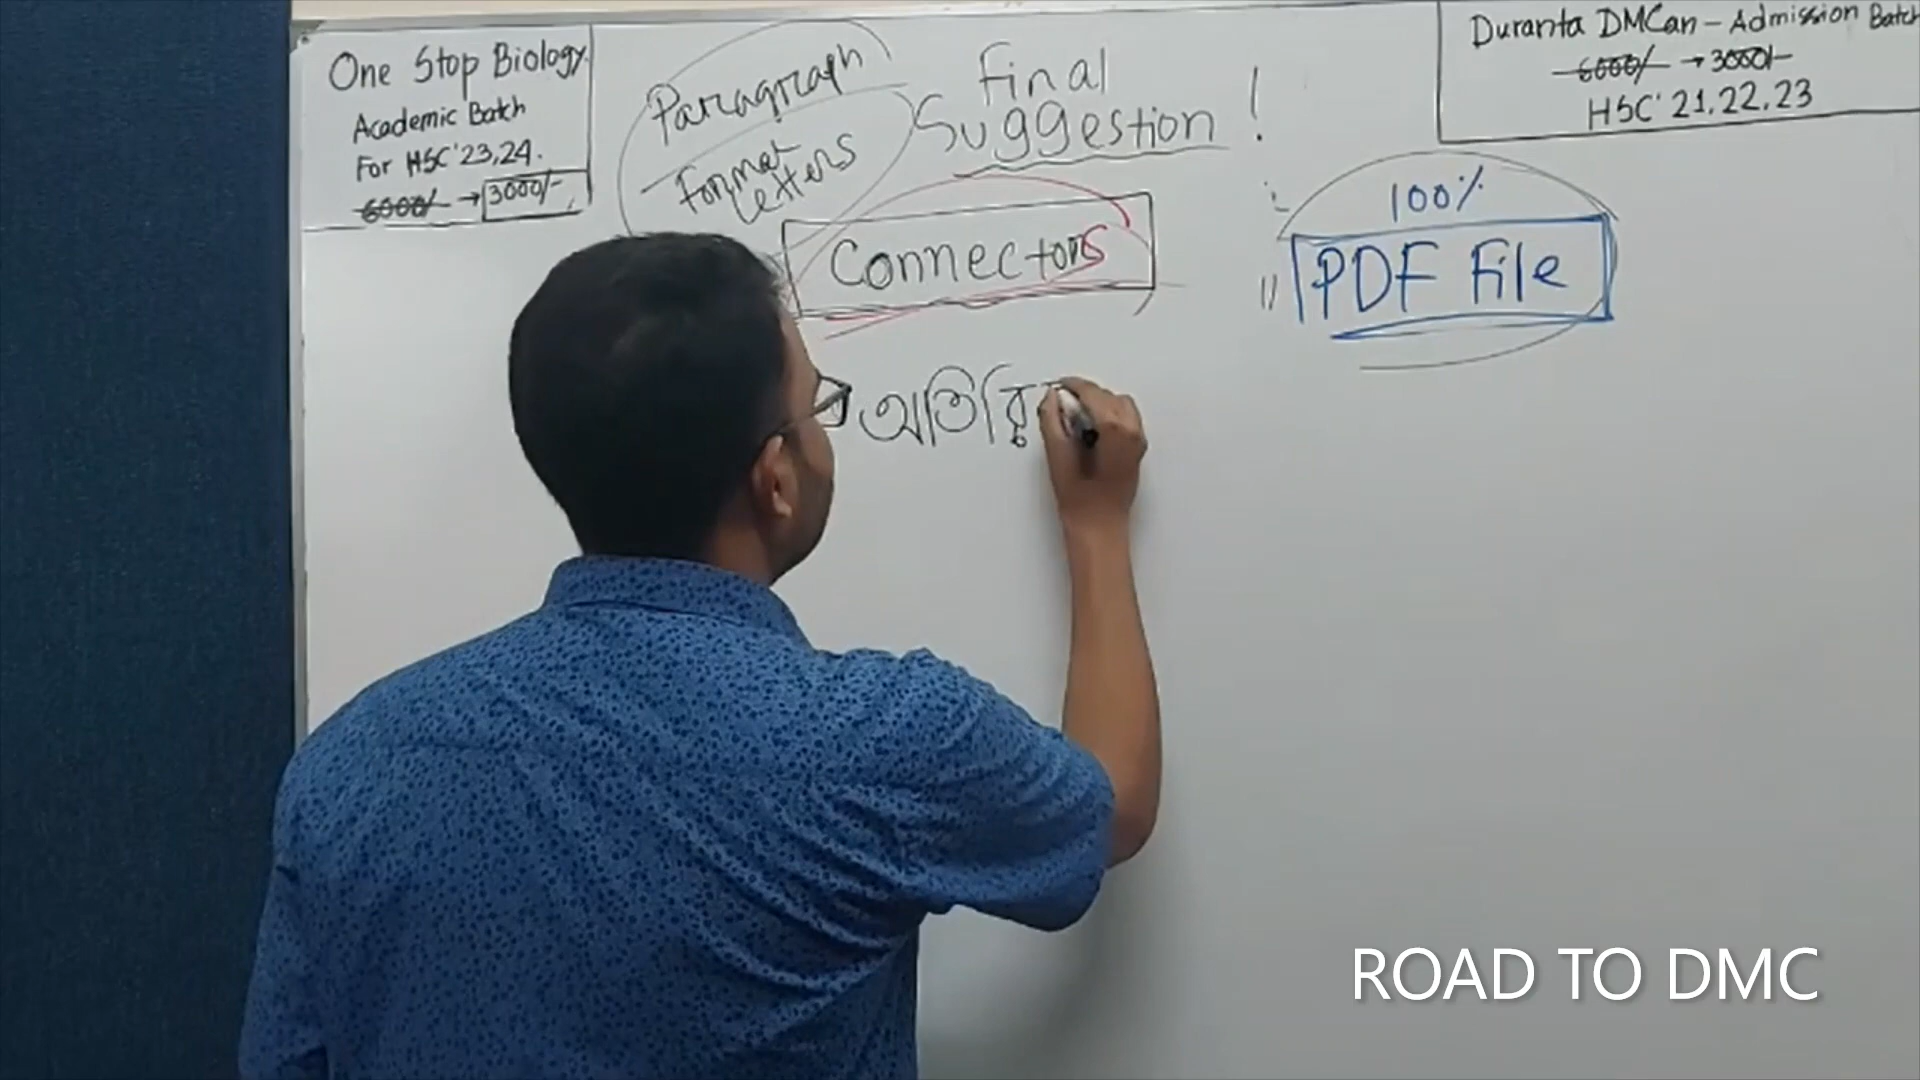 One Stop Biology
Academic Batch
For HSC'23,24.
6000/- → 3000/-
Paragraph
Formal
Letters
Final
Suggestion !
Connectors
অতিরি
Duranta DMCan - Admission Batch
6000/- → 3000/-
HSC' 21,22,23
100%
PDF File
ROAD TO DMC